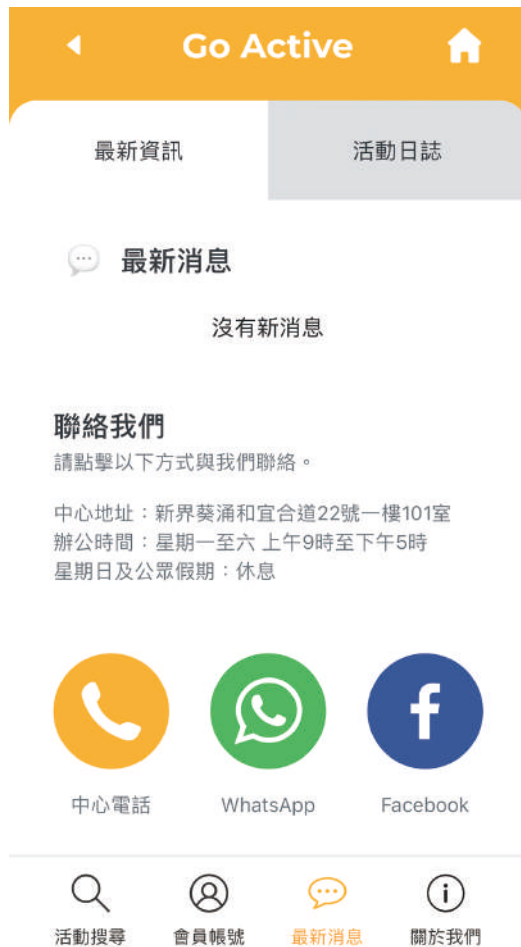 Go Active
最新資訊
活動日誌
最新消息
沒有新消息
聯絡我們
請點擊以下方式與我們聯絡。
中心地址：新界葵涌和宜合道22號一樓101室
辦公時間：星期一至六 上午9時至下午5時
星期日及公眾假期：休息
中心電話
WhatsApp
Facebook
活動搜尋
會員帳號
最新消息
關於我們